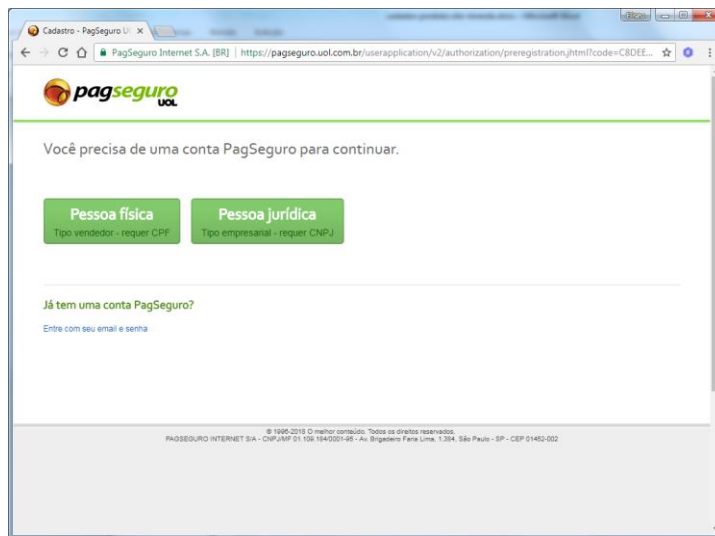 Cadastro - PagSeguro U
PagSeguro Internet S.A. [BR] | https://pagseguro.uol.com.br/userapplication/v2/authorization/preregistration.jhtml?code=C8DEE...
pagseguro
UOL
Você precisa de uma conta PagSeguro para continuar.
Pessoa física
Tipo vendedor - requer CPF
Pessoa jurídica
Tipo empresarial - requer CNPJ
Já tem uma conta PagSeguro?
Entre com seu email e senha
© 1996-2018 O melhor conteúdo. Todos os direitos reservados.
PAGSEGURO INTERNET S/A - CNPJ/MF 01.109.184/0001-95 - Av. Brigadeiro Faria Lima, 1.384, São Paulo - SP - CEP 01452-002